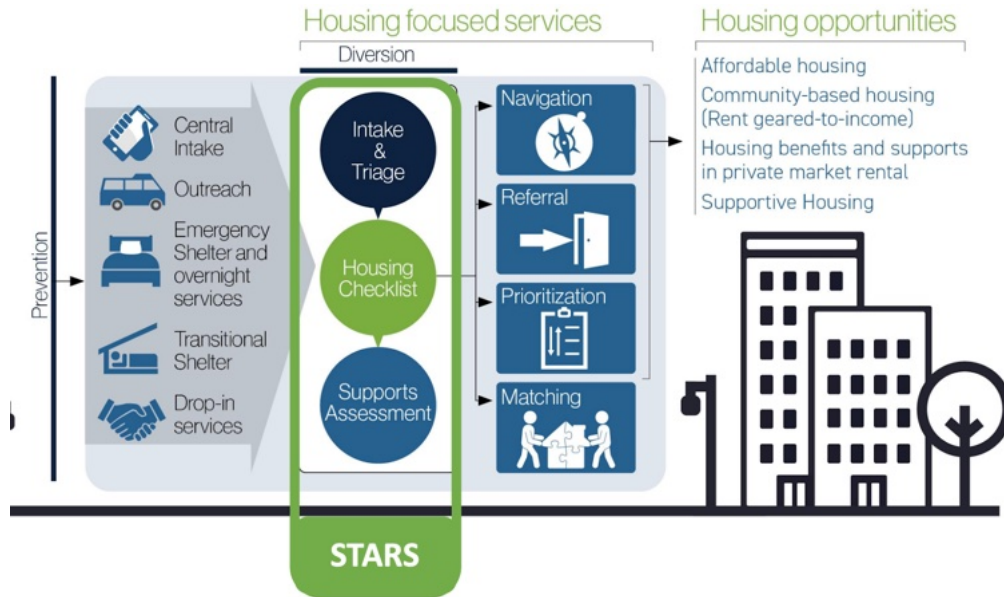 Housing focused services
Housing opportunities
Diversion
Prevention
Central
Intake
Outreach
Emergency
Shelter and
overnight
services
Transitional
Shelter
Drop-in
services
Intake
&
Triage
Housing
Checklist
Supports
Assessment
STARS
Navigation
Referral
Prioritization
Matching
Affordable housing
Community-based housing
(Rent geared-to-income)
Housing benefits and supports
in private market rental
Supportive Housing